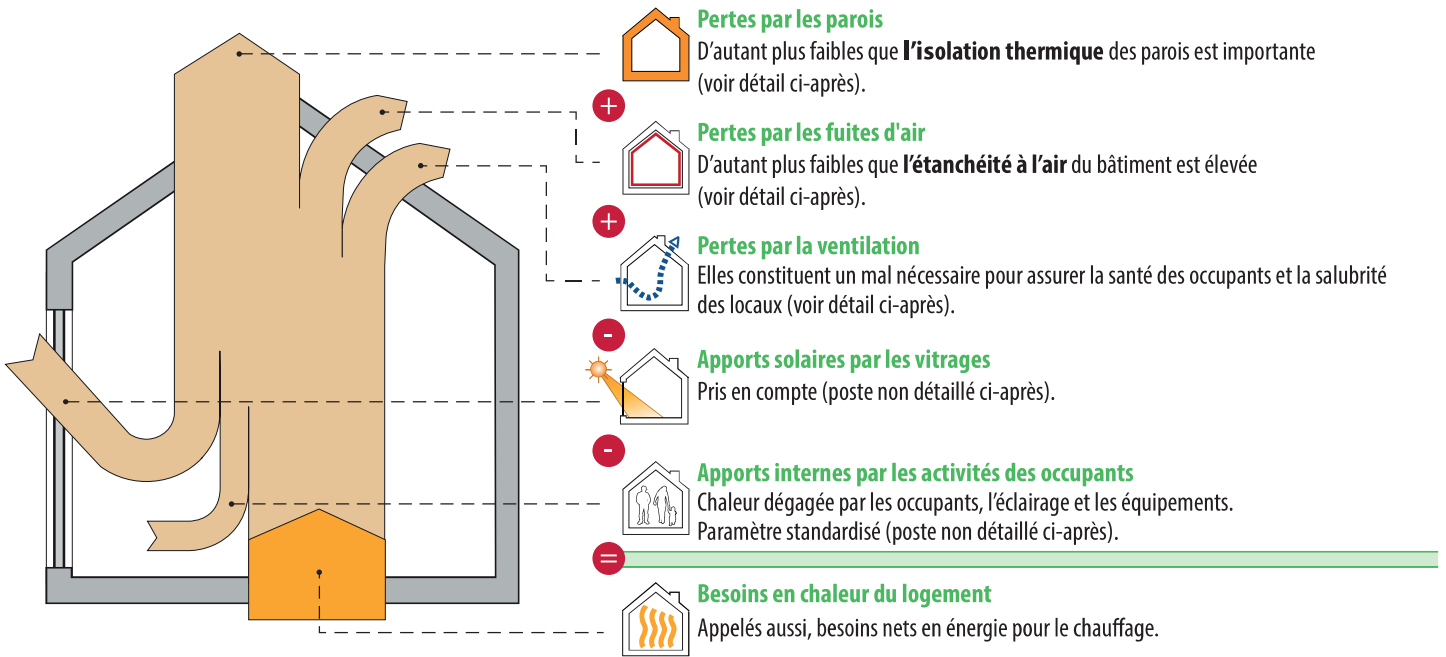 Pertes par les parois
D'autant plus faibles que l'isolation thermique des parois est importante
(voir détail ci-après).
+
Pertes par les fuites d'air
D'autant plus faibles que l'étanchéité à l'air du bâtiment est élevée
(voir détail ci-après).
+
Pertes par la ventilation
Elles constituent un mal nécessaire pour assurer la santé des occupants et la salubrité
des locaux (voir détail ci-après).
-
Apports solaires par les vitrages
Pris en compte (poste non détaillé ci-après).
-
Apports internes par les activités des occupants
Chaleur dégagée par les occupants, l'éclairage et les équipements.
Paramètre standardisé (poste non détaillé ci-après).
=
Besoins en chaleur du logement
Appelés aussi, besoins nets en énergie pour le chauffage.